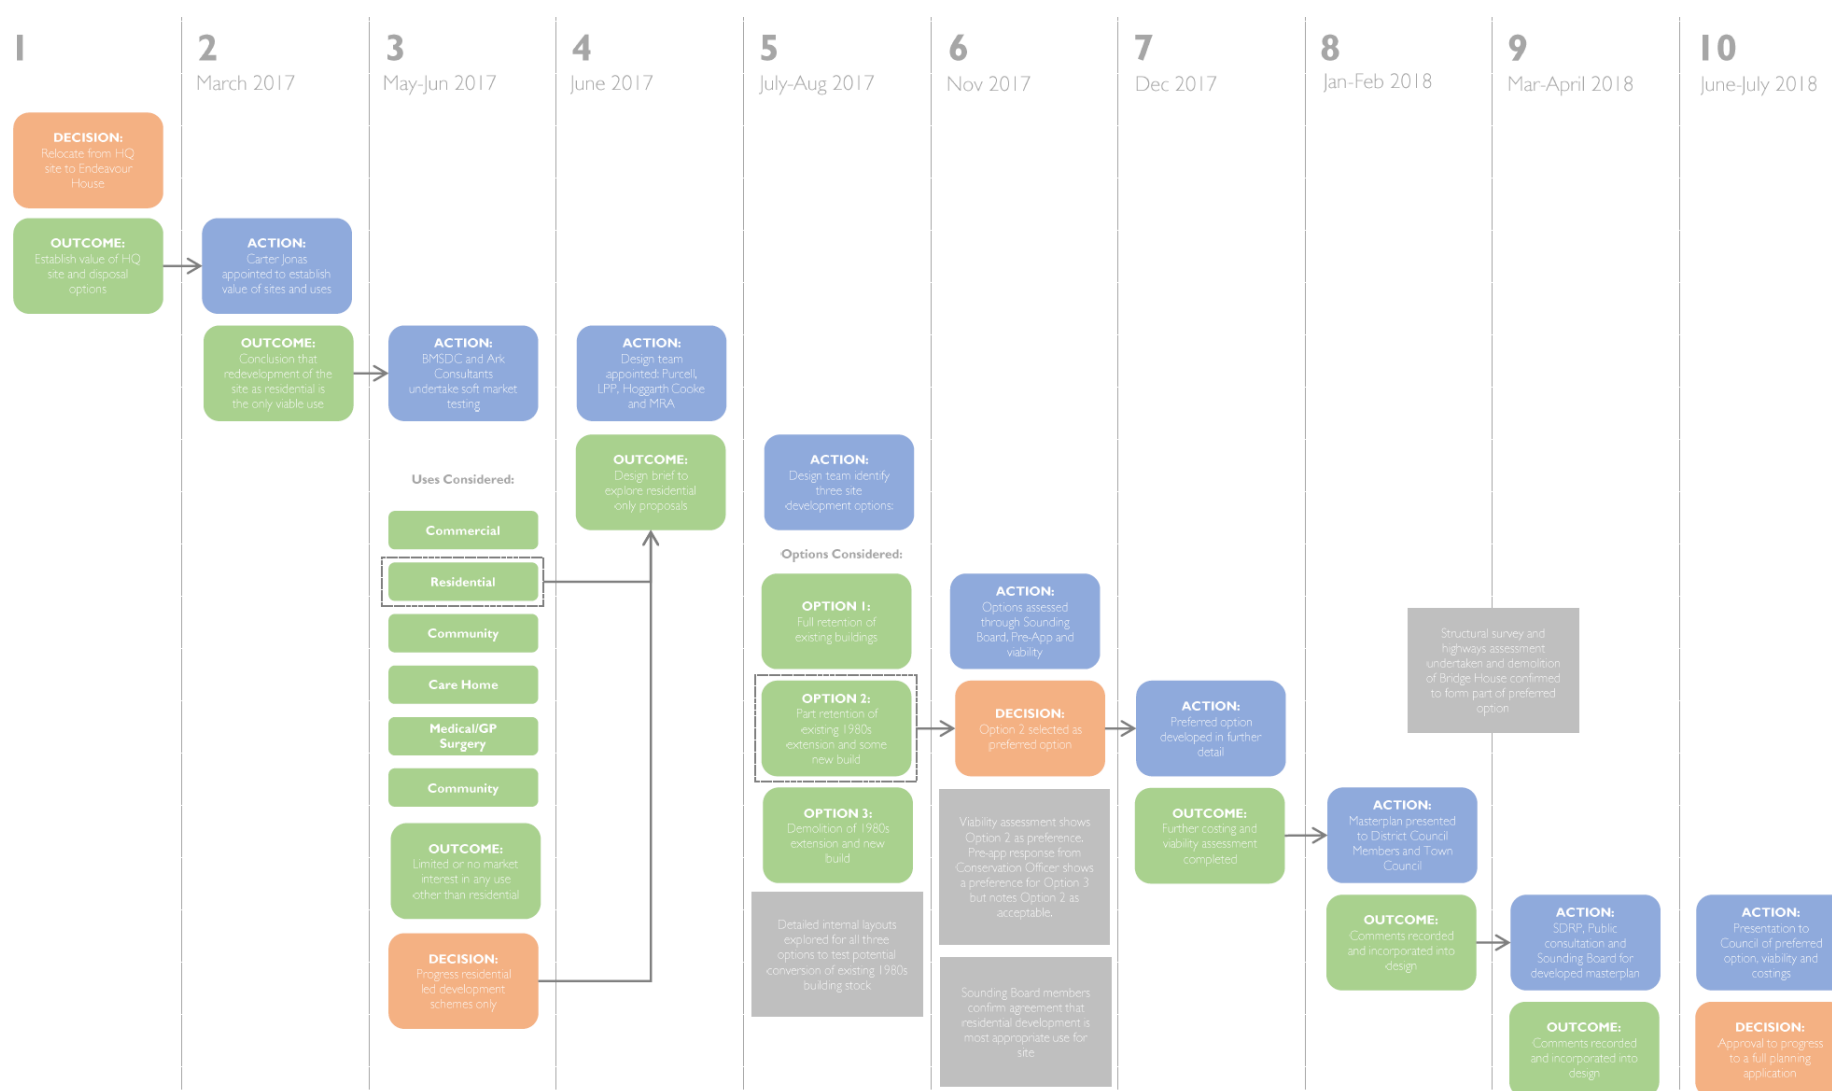 1
2
March 2017
3
May-Jun 2017
4
June 2017
5
July-Aug 2017
6
Nov 2017
7
Dec 2017
8
Jan-Feb 2018
9
Mar-April 2018
10
June-July 2018
DECISION:
Relocate from HQ
site to Endeavour
House
OUTCOME:
Establish value of HQ
site and disposal
options
ACTION:
Carter Jonas
appointed to establish
value of sites and uses
OUTCOME:
Conclusion that
redevelopment of the
site as residential is
the only viable use
ACTION:
BMSDC and Ark
Consultants
undertake soft market
testing
Uses Considered:
Commercial
Residential
Community
Care Home
Medical/GP
Surgery
Community
OUTCOME:
Limited or no market
interest in any use
other than residential
DECISION:
Progress residential
led development
schemes only
ACTION:
Design team
appointed: Purcell,
LPP, Hoggarth Cooke
and MRA
OUTCOME:
Design brief to
explore residential
only proposals
ACTION:
Design team identify
three site
development options:
Options Considered:
OPTION 1:
Full retention of
existing buildings
OPTION 2:
Part retention of
existing 1980s
extension and some
new build
OPTION 3:
Demolition of 1980s
extension and new
build
Detailed internal layouts
explored for all three
options to test potential
conversion of existing 1980s
building stock
ACTION:
Options assessed
through Sounding
Board, Pre-App and
viability
DECISION:
Option 2 selected as
preferred option
Viability assessment shows
Option 2 as preference.
Pre-app response from
Conservation Officer shows
a preference for Option 3
but notes Option 2 as
acceptable.
Sounding Board members
confirm agreement that
residential development is
most appropriate use for
site
ACTION:
Preferred option
developed in further
detail
OUTCOME:
Further costing and
viability assessment
completed
ACTION:
Masterplan presented
to District Council
Members and Town
Council
OUTCOME:
Comments recorded
and incorporated into
design
Structural survey and
highways assessment
undertaken and demolition
of Bridge House confirmed
to form part of preferred
option
ACTION:
SDRP, Public
consultation and
Sounding Board for
developed masterplan
OUTCOME:
Comments recorded
and incorporated into
design
ACTION:
Presentation to
Council of preferred
option, viability and
costings
DECISION:
Approval to progress
to a full planning
application